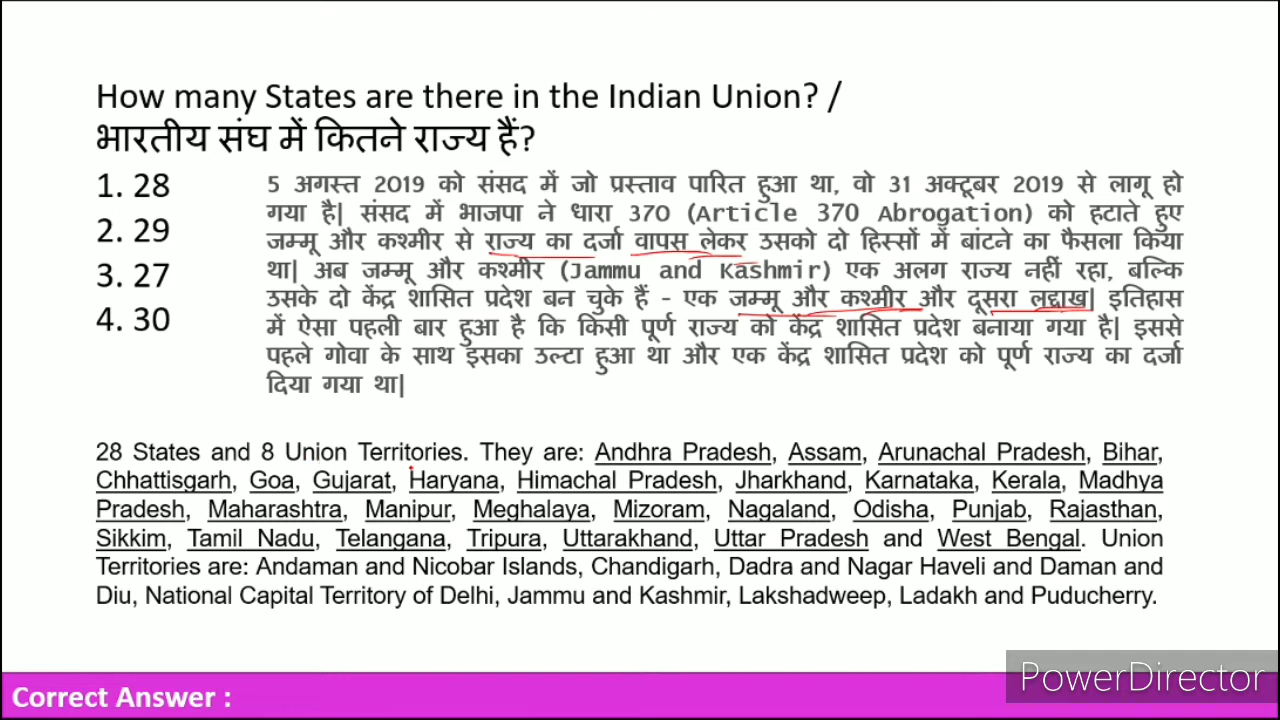 How many States are there in the Indian Union? /
भारतीय संघ में कितने राज्य हैं?
1. 28
2. 29
3. 27
4. 30
5 अगस्त 2019 को संसद में जो प्रस्ताव पारित हुआ था, वो 31 अक्टूबर 2019 से लागू हो
गया है| संसद में भाजपा ने धारा 370 (Article 370 Abrogation) को हटाते हुए
जम्मू और कश्मीर से राज्य का दर्जा वापस लेकर उसको दो हिस्सों में बांटने का फैसला किया
था| अब जम्मू और कश्मीर (Jammu and Kashmir) एक अलग राज्य नहीं रहा, बल्कि
उसके दो केंद्र शासित प्रदेश बन चुके हैं - एक जम्मू और कश्मीर और दूसरा लद्दाख| इतिहास
में ऐसा पहली बार हुआ है कि किसी पूर्ण राज्य को केंद्र शासित प्रदेश बनाया गया है| इससे
पहले गोवा के साथ इसका उल्टा हुआ था और एक केंद्र शासित प्रदेश को पूर्ण राज्य का दर्जा
दिया गया था|
28 States and 8 Union Territories. They are: Andhra Pradesh, Assam, Arunachal Pradesh, Bihar,
Chhattisgarh, Goa, Gujarat, Haryana, Himachal Pradesh, Jharkhand, Karnataka, Kerala, Madhya
Pradesh, Maharashtra, Manipur, Meghalaya, Mizoram, Nagaland, Odisha, Punjab, Rajasthan,
Sikkim, Tamil Nadu, Telangana, Tripura, Uttarakhand, Uttar Pradesh and West Bengal. Union
Territories are: Andaman and Nicobar Islands, Chandigarh, Dadra and Nagar Haveli and Daman and
Diu, National Capital Territory of Delhi, Jammu and Kashmir, Lakshadweep, Ladakh and Puducherry.
PowerDirector
Correct Answer :